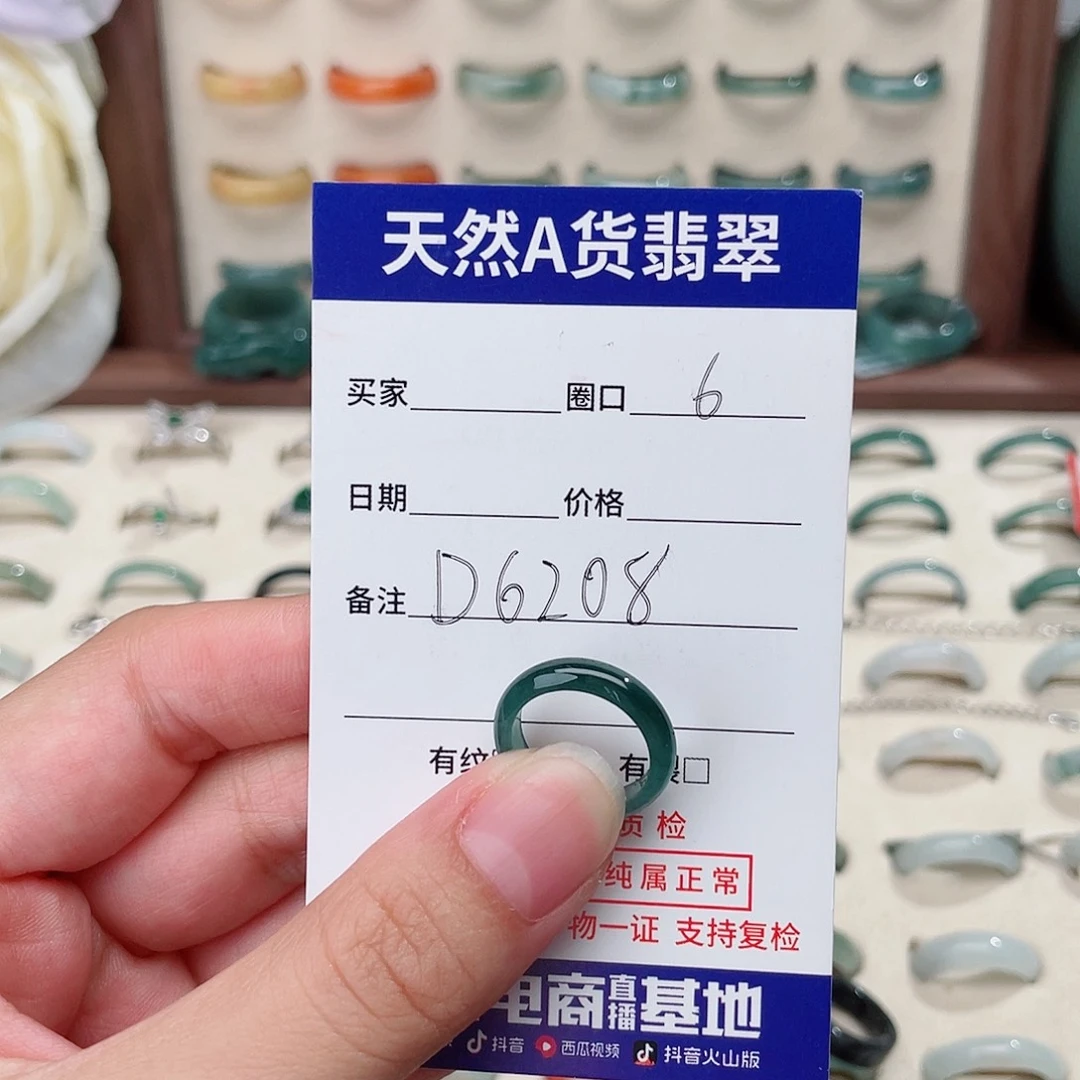 天然A货翡翠
买家 圈口 6
日期 价格
备注 D6208
有纹 有
检
纯属正常
物一证 支持复检
电商直播基地
抖音 西瓜视频 抖音火山版